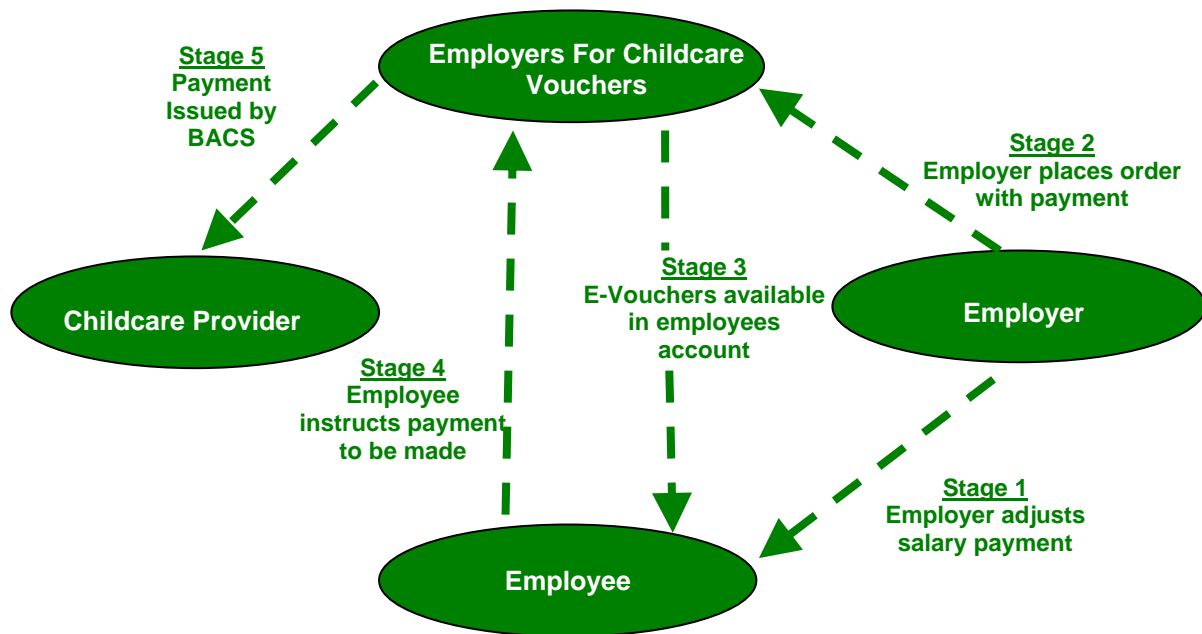 Employers For Childcare
Vouchers
Stage 5
Payment
Issued by
BACS
Stage 2
Employer places order
with payment
Stage 3
E-Vouchers available
in employees
account
Childcare Provider
Employer
Stage 4
Employee
instructs payment
to be made
Stage 1
Employer adjusts
salary payment
Employee